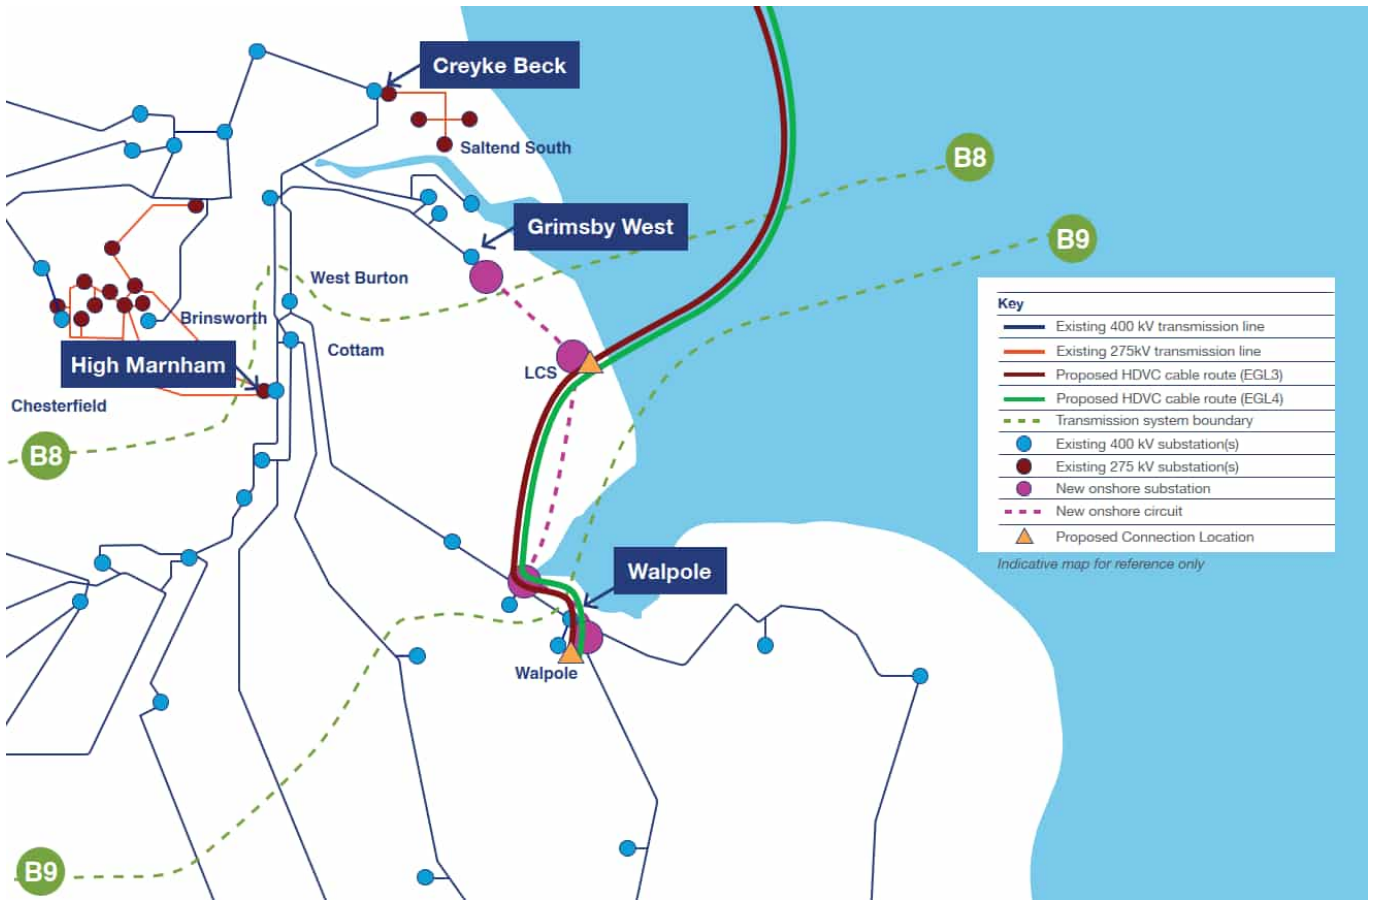 Creyke Beck
Saltend South
B8
Grimsby West
B9
West Burton
Brinsworth
Cottam
High Marnham
LCS
Chesterfield
B8
Key
Existing 400 kV transmission line
Existing 275kV transmission line
Proposed HDVC cable route (EGL3)
Proposed HDVC cable route (EGL4)
Transmission system boundary
Existing 400 kV substation(s)
Existing 275 kV substation(s)
New onshore substation
New onshore circuit
Proposed Connection Location
Indicative map for reference only
Walpole
Walpole
B9